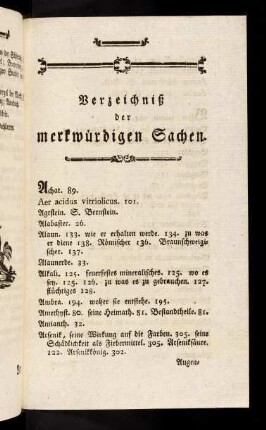 Verzeichniß
der
merkwürdigen Sachen.
Achat. 89.
Aer acidus vitriolicus. 101.
Agstein. S. Bernstein.
Alabaster. 26.
Alaun. 133. wie er erhalten werde. 134. zu was
er diene 138. Römischer 136. Braunschweigi-
scher. 137.
Alaunerde. 33.
Alkali. 125. feuerfestes mineralisches. 125. wo es
sey. 125. 126. zu was es zu gebrauchen. 127.
flüchtiges 128.
Ambra. 194. woher sie entstehe. 195.
Amethyst. 80. seine Heimath. 81. Bestandtheile. 81.
Amianth. 32.
Arsenik, seine Wirkung auf die Farben. 305. seine
Schädlichkeit als Fiebermittel. 305. Arseniksäure.
122. Arsenikkönig. 302.
Augen-